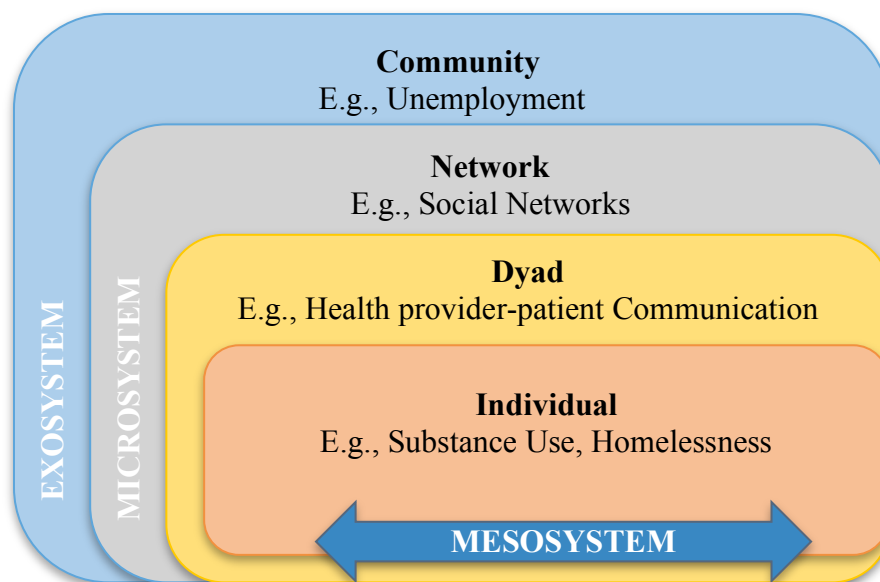 Community
E.g., Unemployment
Network
E.g., Social Networks
Dyad
E.g., Health provider-patient Communication
Individual
E.g., Substance Use, Homelessness
EXOSYSTEM
MICROSYSTEM
MESOSYSTEM